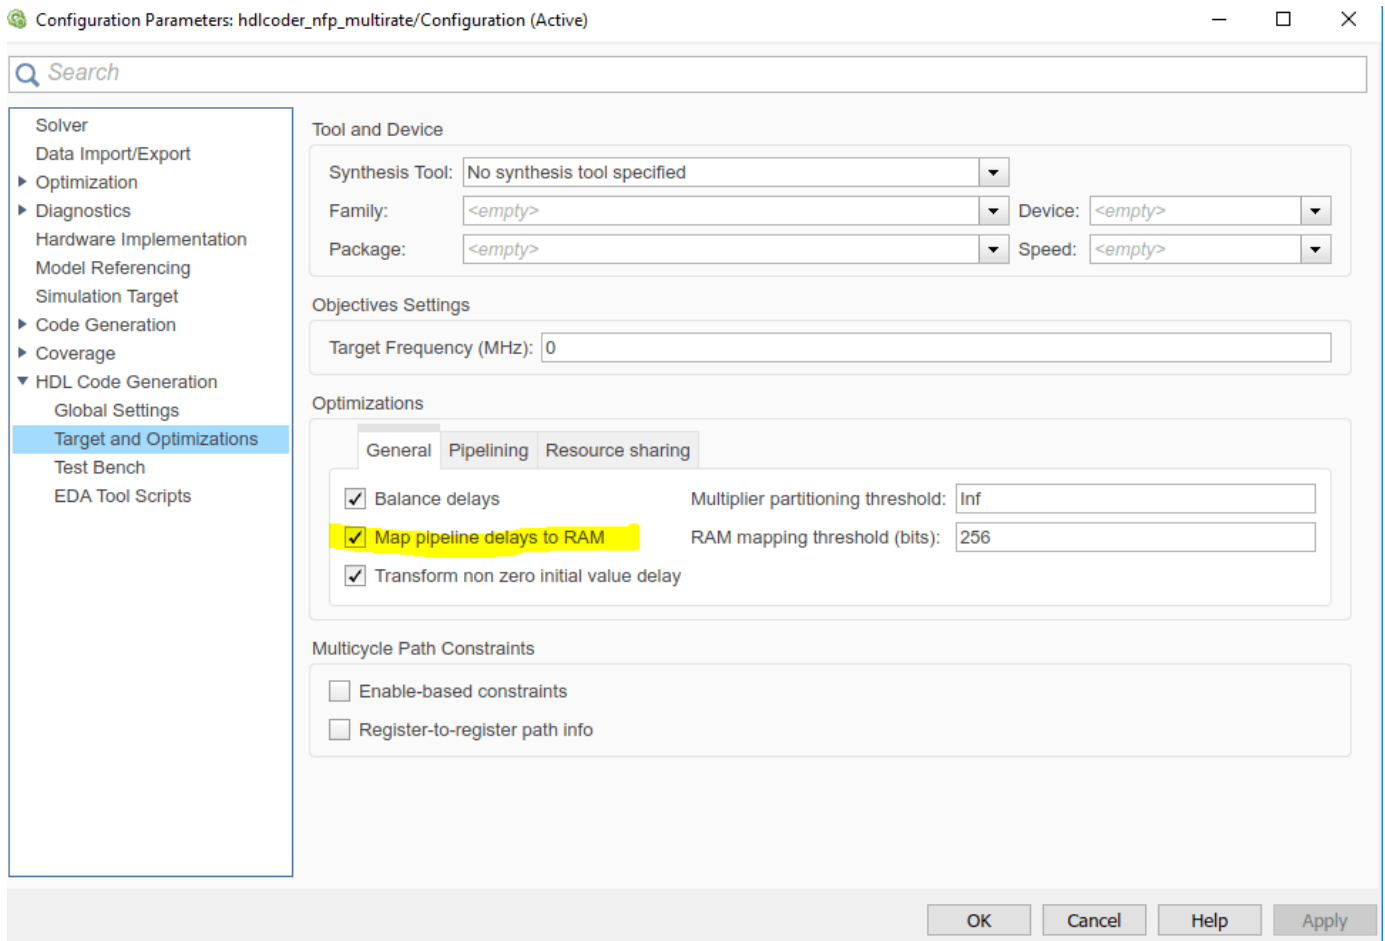 Configuration Parameters: hdlcoder_nfp_multirate/Configuration (Active)
Search
Solver
Data Import/Export
Optimization
Diagnostics
Hardware Implementation
Model Referencing
Simulation Target
Code Generation
Coverage
HDL Code Generation
Global Settings
Target and Optimizations
Test Bench
EDA Tool Scripts
Tool and Device
Synthesis Tool: No synthesis tool specified
Family: <empty> Device: <empty>
Package: <empty> Speed: <empty>
Objectives Settings
Target Frequency (MHz): 0
Optimizations
General Pipelining Resource sharing
Balance delays Multiplier partitioning threshold: Inf
Map pipeline delays to RAM RAM mapping threshold (bits): 256
Transform non zero initial value delay
Multicycle Path Constraints
Enable-based constraints
Register-to-register path info
OK Cancel Help Apply